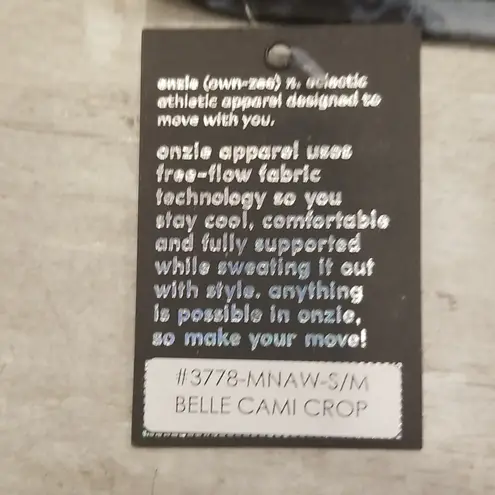 onzie (own-zee) n. eclectic
athletic apparel designed to
move with you.
onzie apparel uses
free-flow fabric
technology so you
stay cool, comfortable
and fully supported
while sweating it out
with style. anything
is possible in onzie,
so make your move!
#3778-MNAW-S/M
BELLE CAMI CROP